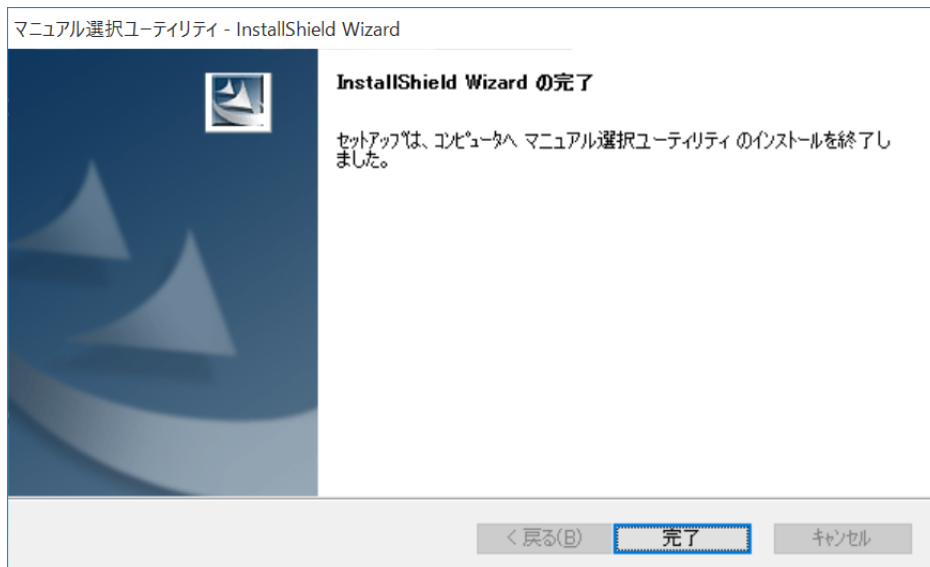 マニュアル選択ユーティリティ - InstallShield Wizard
InstallShield Wizard の完了
セットアップは、コンピュータへ マニュアル選択ユーティリティ のインストールを終了し
ました。
< 戻る(B)
完了
キャンセル